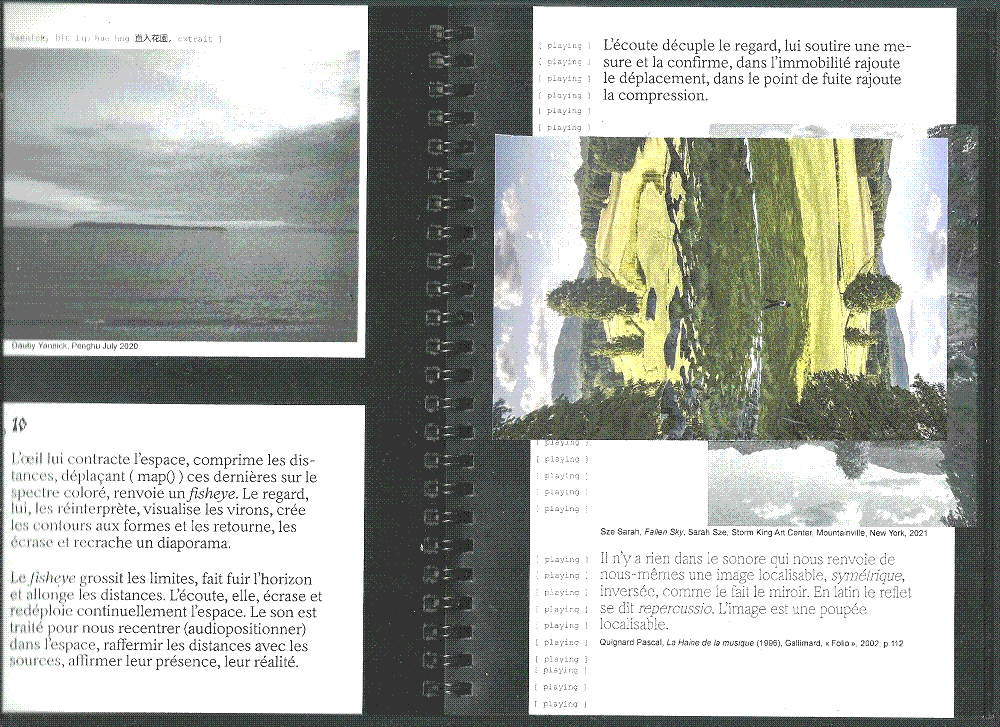 Yannick, bit lip hue hng 直入花園, extrait ]
Dauby Yannick, Penghu July 2020
10
L'œil lui contracte l'espace, comprime les dis-
tances, déplaçant ( map() ) ces dernières sur le
spectre coloré, renvoie un fisheye. Le regard,
lui, les réinterprète, visualise les virons, crée
les contours aux formes et les retourne, les
écrase et recrache un diaporama.
Le fisheye grossit les limites, fait fuir l'horizon
et allonge les distances. L'écoute, elle, écrase et
redéploie continuellement l'espace. Le son est
traité pour nous recentrer (audiopositionner)
dans l'espace, raffermir les distances avec les
sources, affirmer leur présence, leur réalité.
[ playing ]
[ playing ]
[ playing ]
[ playing ]
[ playing ]
[ playing ]
L'écoute décuple le regard, lui soutire une me-
sure et la confirme, dans l'immobilité rajoute
le déplacement, dans le point de fuite rajoute
la compression.
[ playing ]
[ playing ]
[ playing ]
[ playing ]
[ playing ]
Sze Sarah, Fallen Sky, Sarah Sze, Storm King Art Center, Mountainville, New York, 2021
[ playing ]
[ playing ]
[ playing ]
[ playing ]
[ playing ]
[ playing ]
[ playing ]
[ playing ]
[ playing ]
[ playing ]
Il n'y a rien dans le sonore qui nous renvoie de
nous-mêmes une image localisable, symétrique,
inversée, comme le fait le miroir. En latin le reflet
se dit repercussio. L'image est une poupée
localisable.
Quignard Pascal, La Haine de la musique (1996), Gallimard, « Folio », 2002, p.112